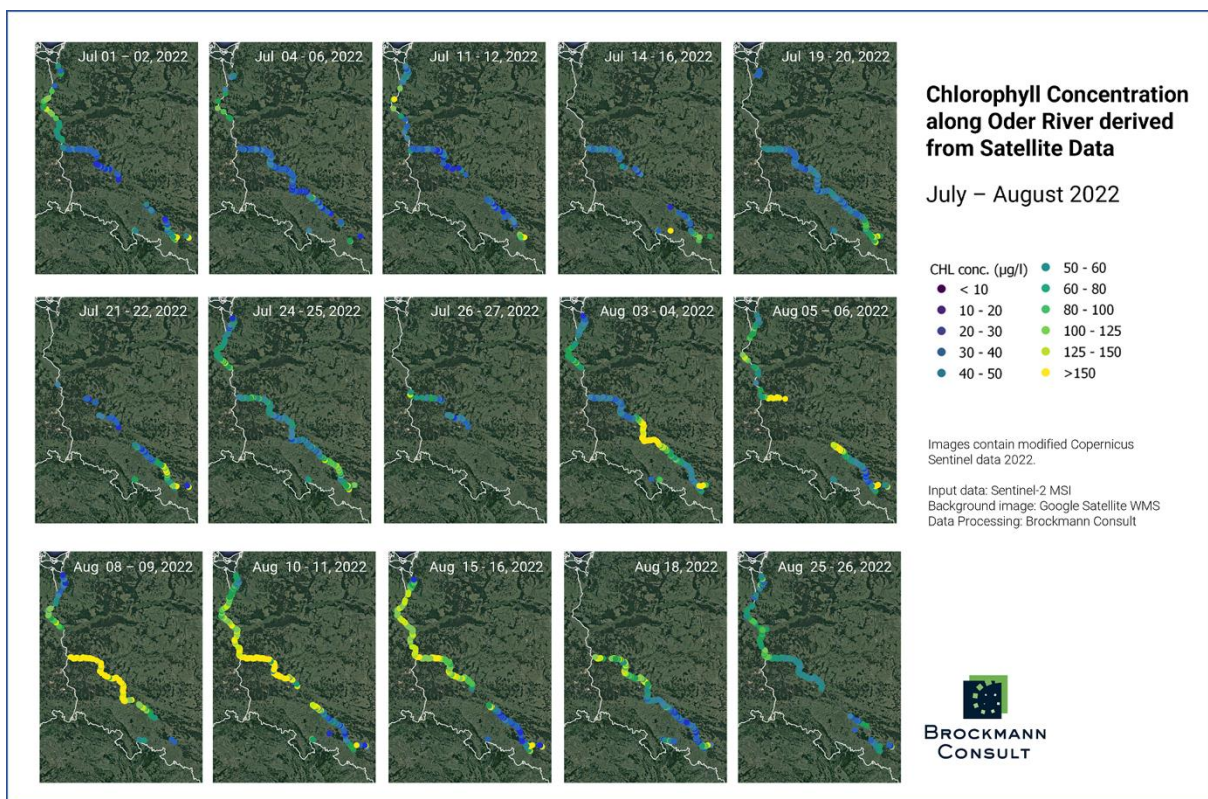 Jul 01 – 02, 2022
Jul 04 - 06, 2022
Jul 11 - 12, 2022
Jul 14 - 16, 2022
Jul 19 - 20, 2022
Chlorophyll Concentration
along Oder River derived
from Satellite Data
July – August 2022
CHL conc. (µg/l)
< 10
10 - 20
20 - 30
30 - 40
40 - 50
50 - 60
60 - 80
80 - 100
100 - 125
125 - 150
>150
Jul 21 - 22, 2022
Jul 24 - 25, 2022
Jul 26 - 27, 2022
Aug 03 - 04, 2022
Aug 05 – 06, 2022
Images contain modified Copernicus
Sentinel data 2022.
Input data: Sentinel-2 MSI
Background image: Google Satellite WMS
Data Processing: Brockmann Consult
Aug 08 – 09, 2022
Aug 10 - 11, 2022
Aug 15 - 16, 2022
Aug 18, 2022
Aug 25 - 26, 2022
BROCKMANN
CONSULT